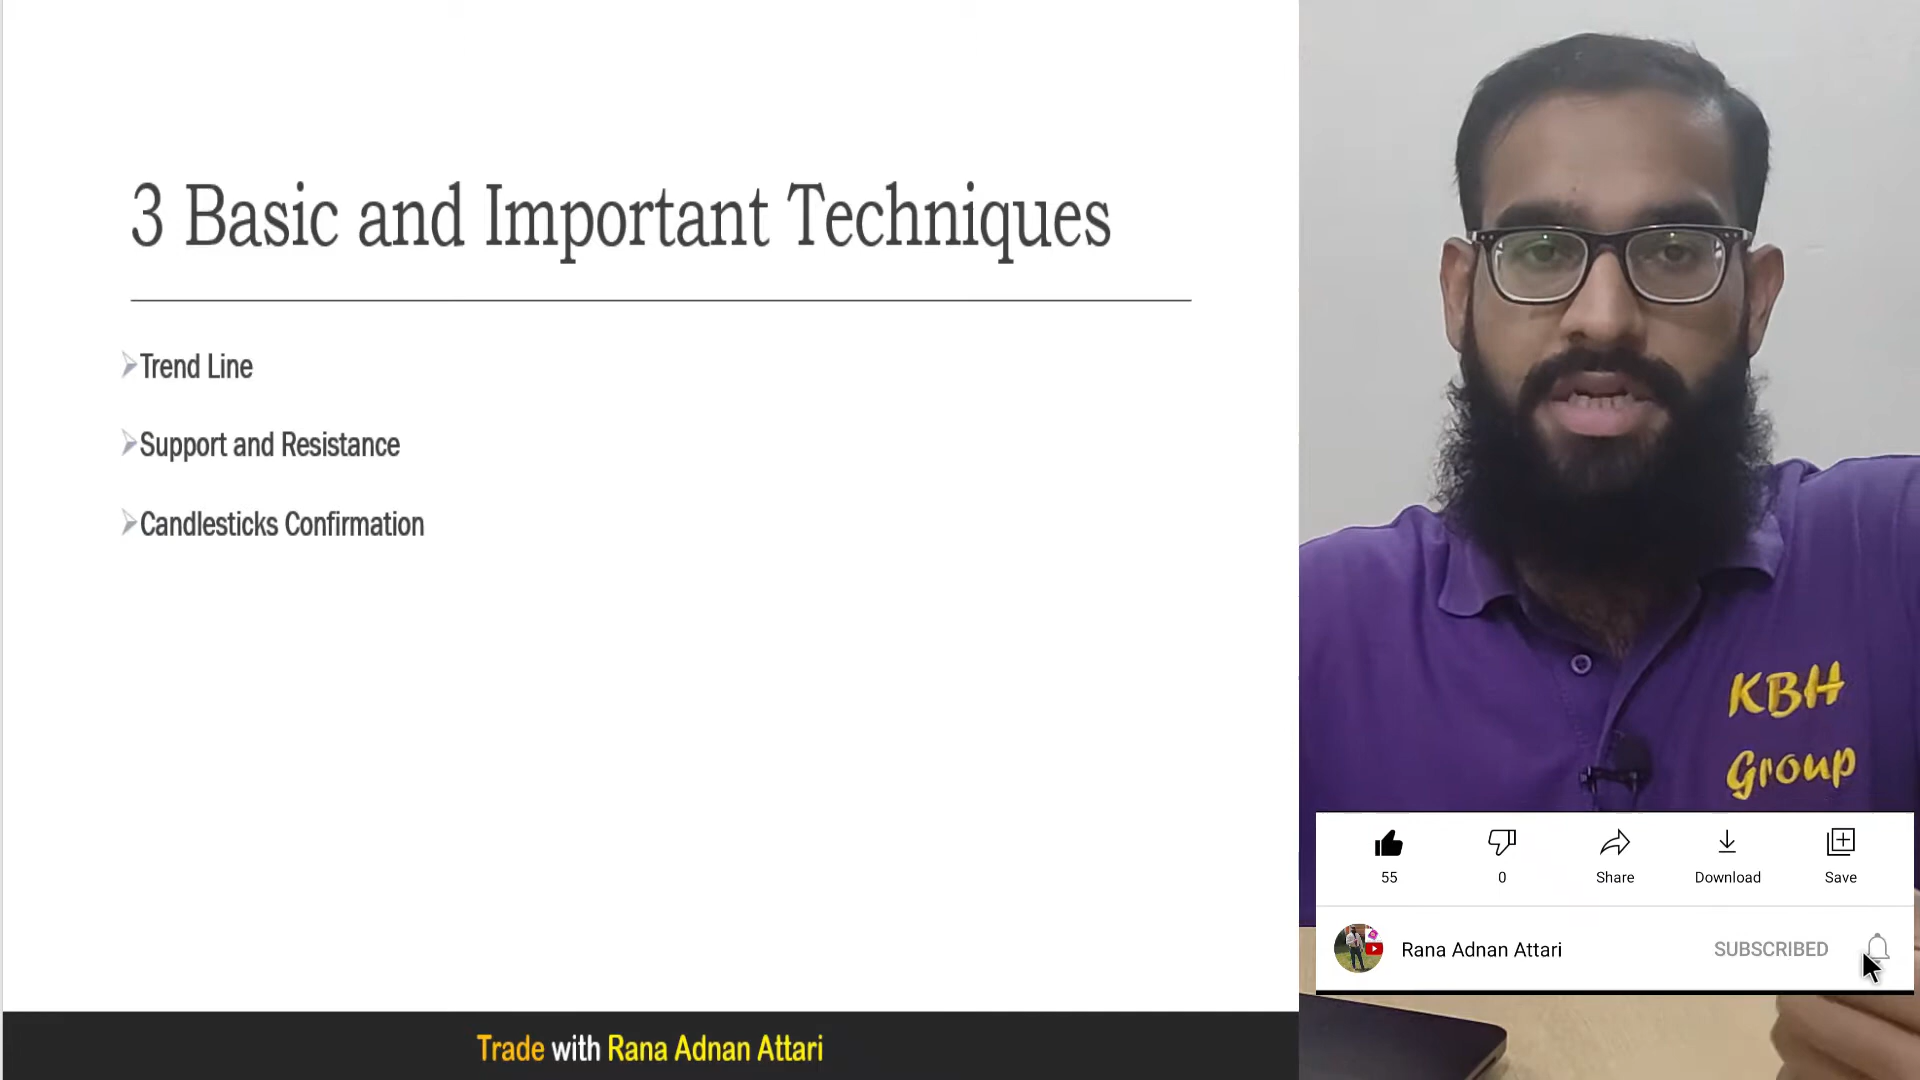 3 Basic and Important Techniques
Trend Line
Support and Resistance
Candlesticks Confirmation
KBH
Group
55
0
Share
Download
Save
Rana Adnan Attari
SUBSCRIBED
Trade with Rana Adnan Attari